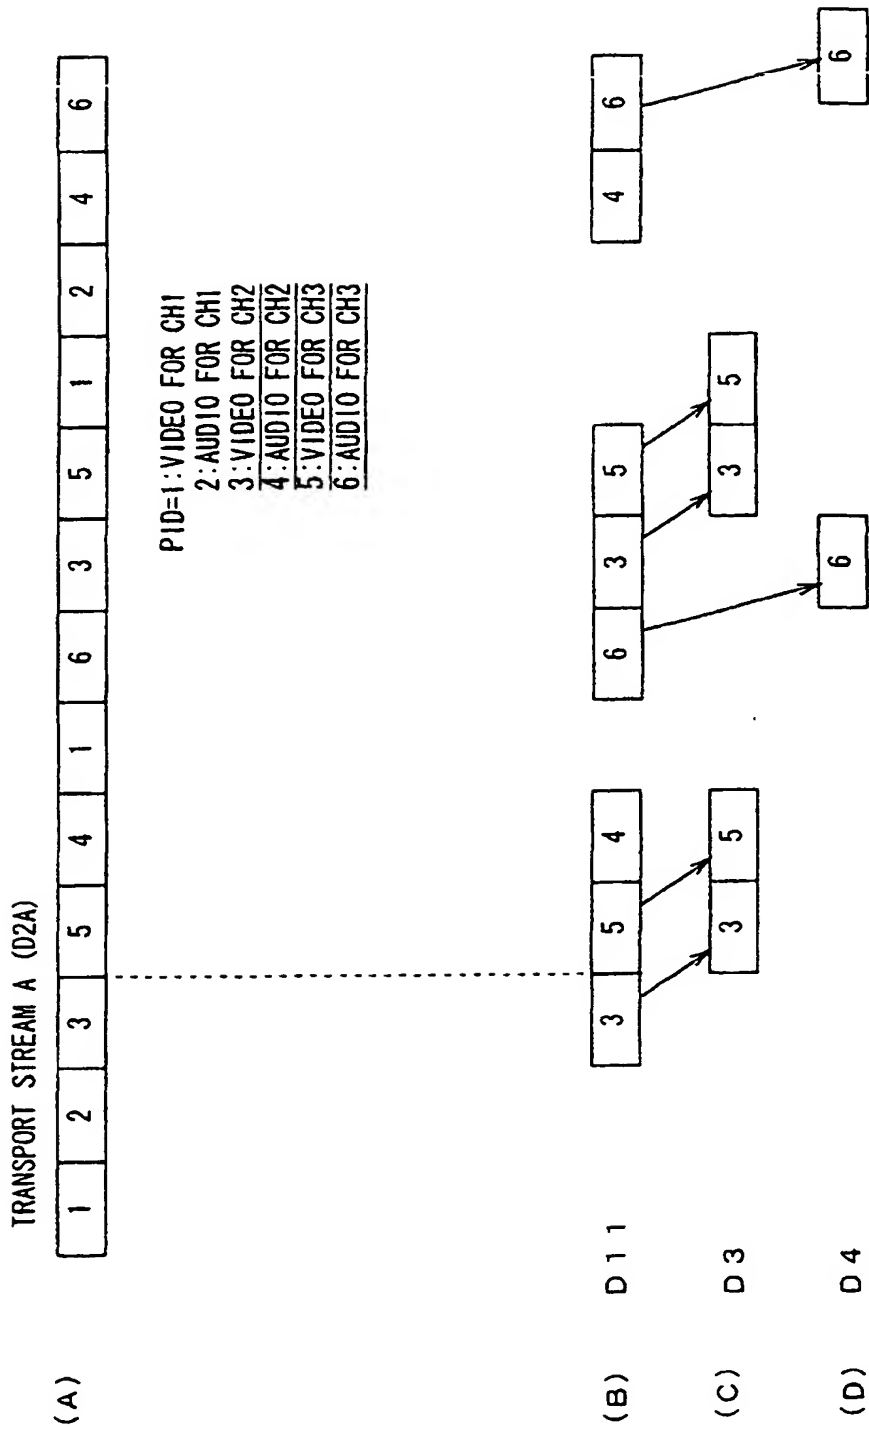 TRANSPORT STREAM A (D2A)
(A)
1 2 3 5 4 1 6 3 5 1 2 4 6
PID=1:VIDEO FOR CH1
2:AUDIO FOR CH1
3:VIDEO FOR CH2
4:AUDIO FOR CH2
5:VIDEO FOR CH3
6:AUDIO FOR CH3
(B) D11 3 5 4 6 3 5 4 6
(C) D3 3 5 3 5
(D) D4 6 6